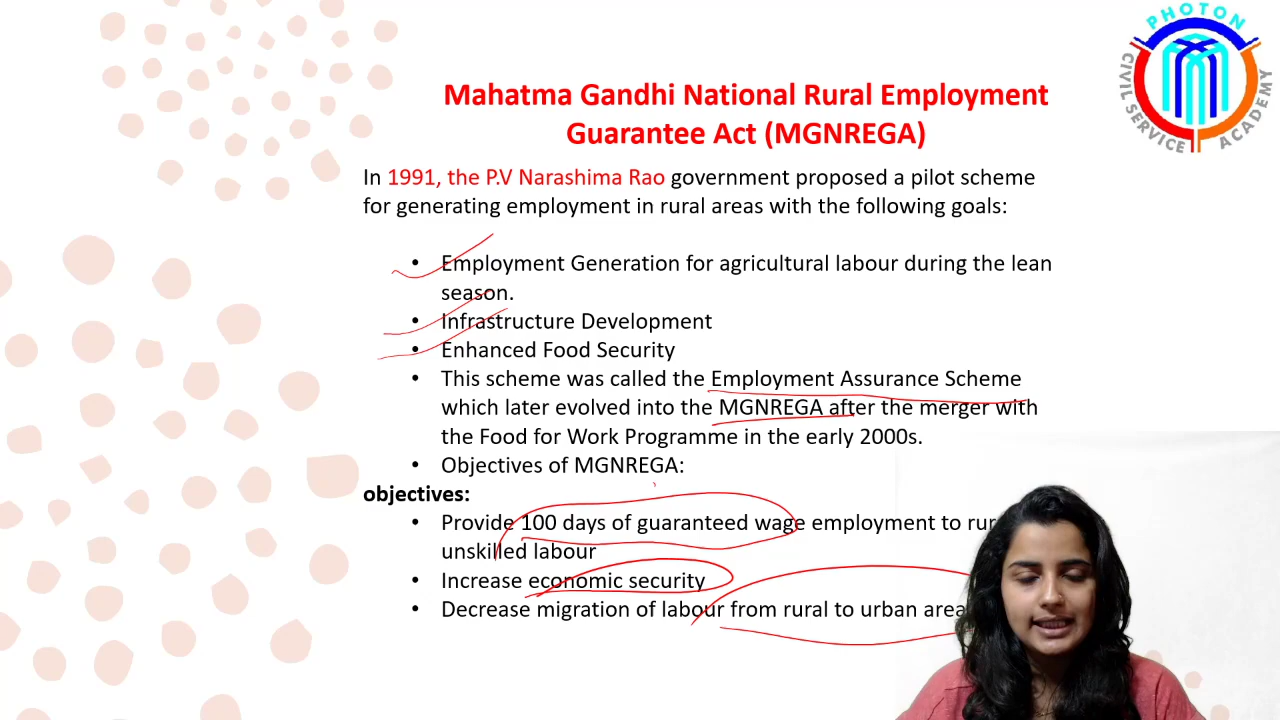 PHOTON
CIVIL SERVICE ACADEMY
Mahatma Gandhi National Rural Employment
Guarantee Act (MGNREGA)
In 1991, the P.V Narashima Rao government proposed a pilot scheme
for generating employment in rural areas with the following goals:
• Employment Generation for agricultural labour during the lean
season.
• Infrastructure Development
• Enhanced Food Security
• This scheme was called the Employment Assurance Scheme
which later evolved into the MGNREGA after the merger with
the Food for Work Programme in the early 2000s.
• Objectives of MGNREGA:
objectives:
• Provide 100 days of guaranteed wage employment to
unskilled labour
• Increase economic security
• Decrease migration of labour from rural to urban